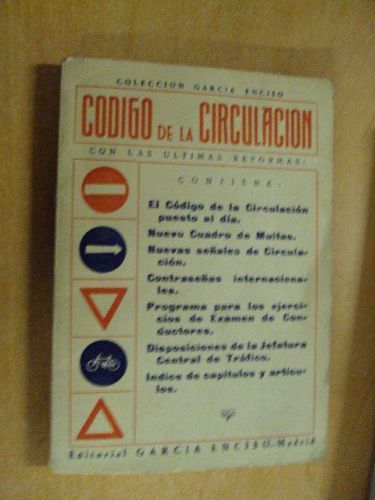 COLECCION GARCIA ENCISO
CODIGO DE LA CIRCULACION
CON LAS ULTIMAS REFORMAS:
CONTIENE:
El Código de la Circulación
puesto al día.
Nuevo Cuadro de Multas.
Nuevas señales de Circula-
ción.
Contraseñas internaciona-
les.
Programa para los ejerci-
cios de Examen de Con-
ductores.
Disposiciones de la Jefatura
Central de Tráfico.
Indice de capítulos y artícu-
los.
Editorial GARCIA ENCISO.-Madrid